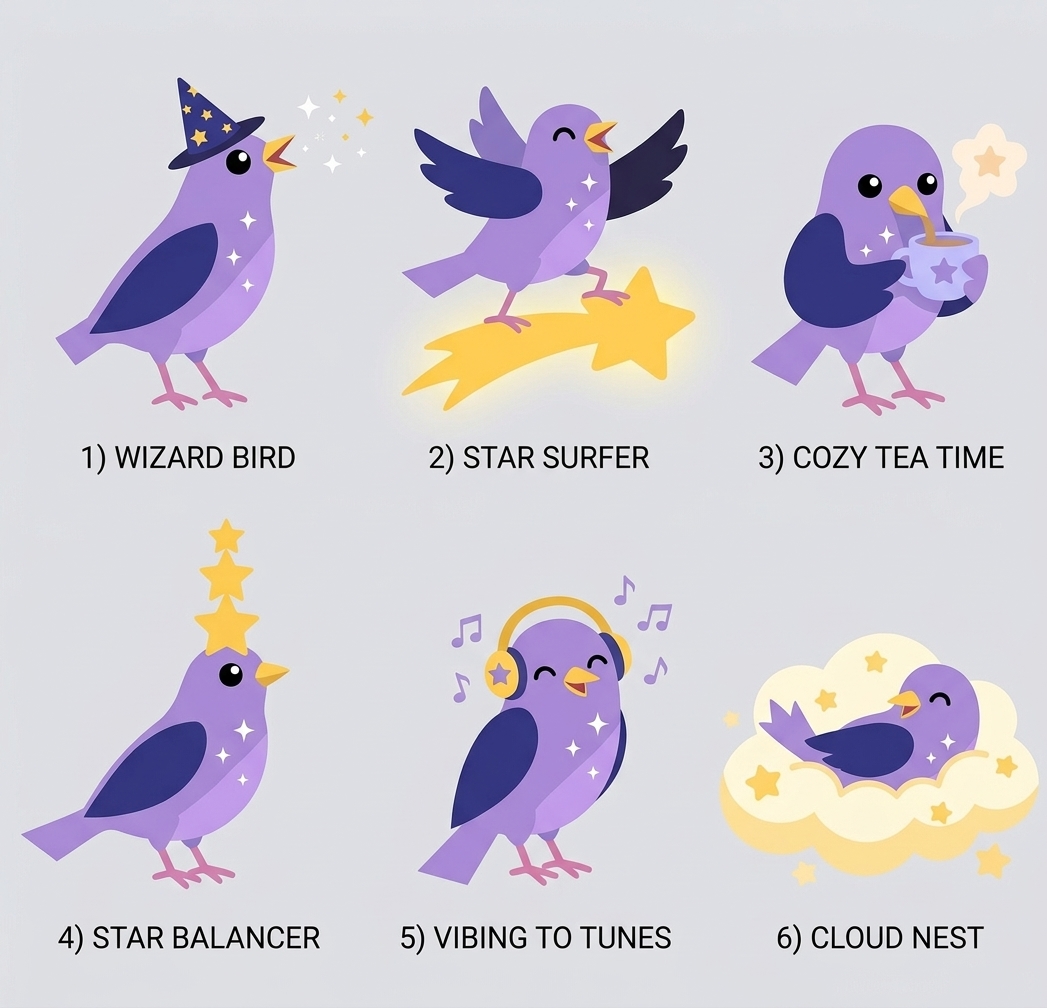 1) WIZARD BIRD
2) STAR SURFER
3) COZY TEA TIME
4) STAR BALANCER
5) VIBING TO TUNES
6) CLOUD NEST